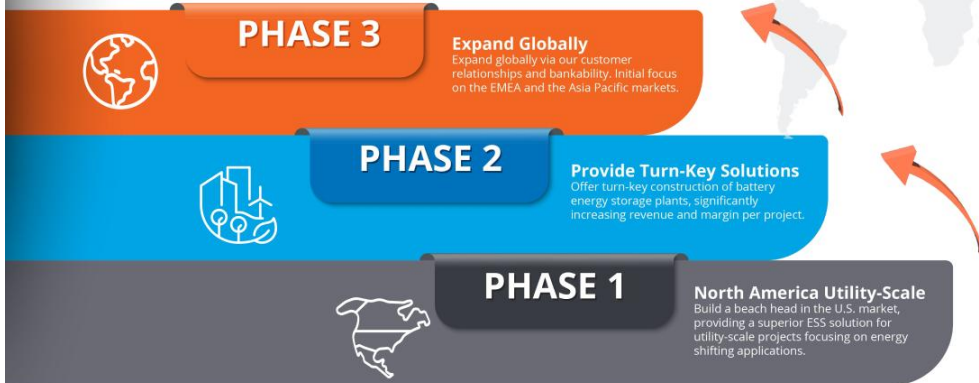 PHASE 3
Expand Globally
Expand globally via our customer
relationships and bankability. Initial focus
on the EMEA and the Asia Pacific markets.
PHASE 2
Provide Turn-Key Solutions
Offer turn-key construction of battery
energy storage plants, significantly
increasing revenue and margin per project.
PHASE 1
North America Utility-Scale
Build a beach head in the U.S. market,
providing a superior ESS solution for
utility-scale projects focusing on energy
shifting applications.